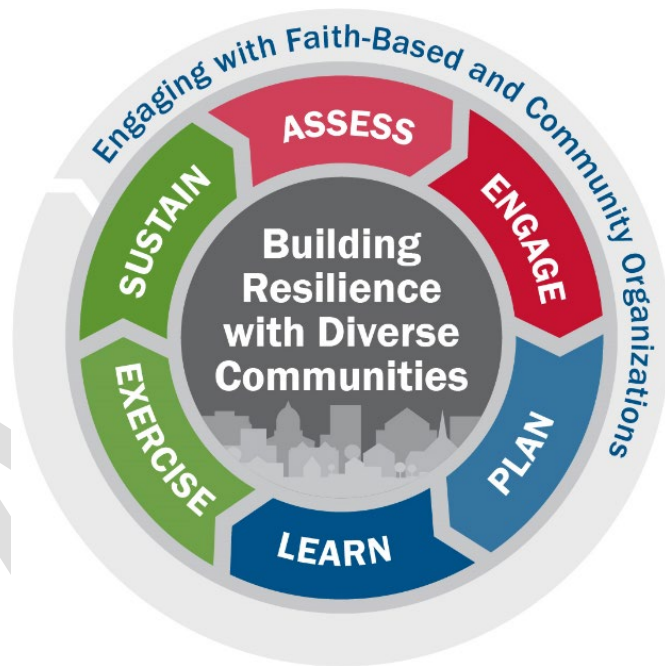 Engaging with Faith-Based and Community Organizations
ASSESS
ENGAGE
PLAN
LEARN
EXERCISE
SUSTAIN
Building
Resilience
with Diverse
Communities